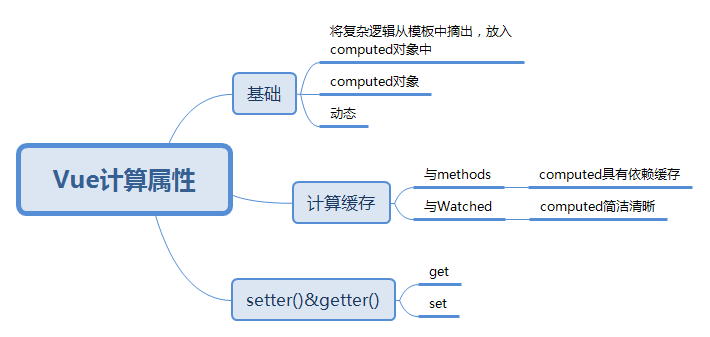 将复杂逻辑从模板中摘出，放入
computed对象中
computed对象
动态
基础
Vue计算属性
计算缓存
与methods
computed具有依赖缓存
与Watched
computed简洁清晰
setter()&getter()
get
set